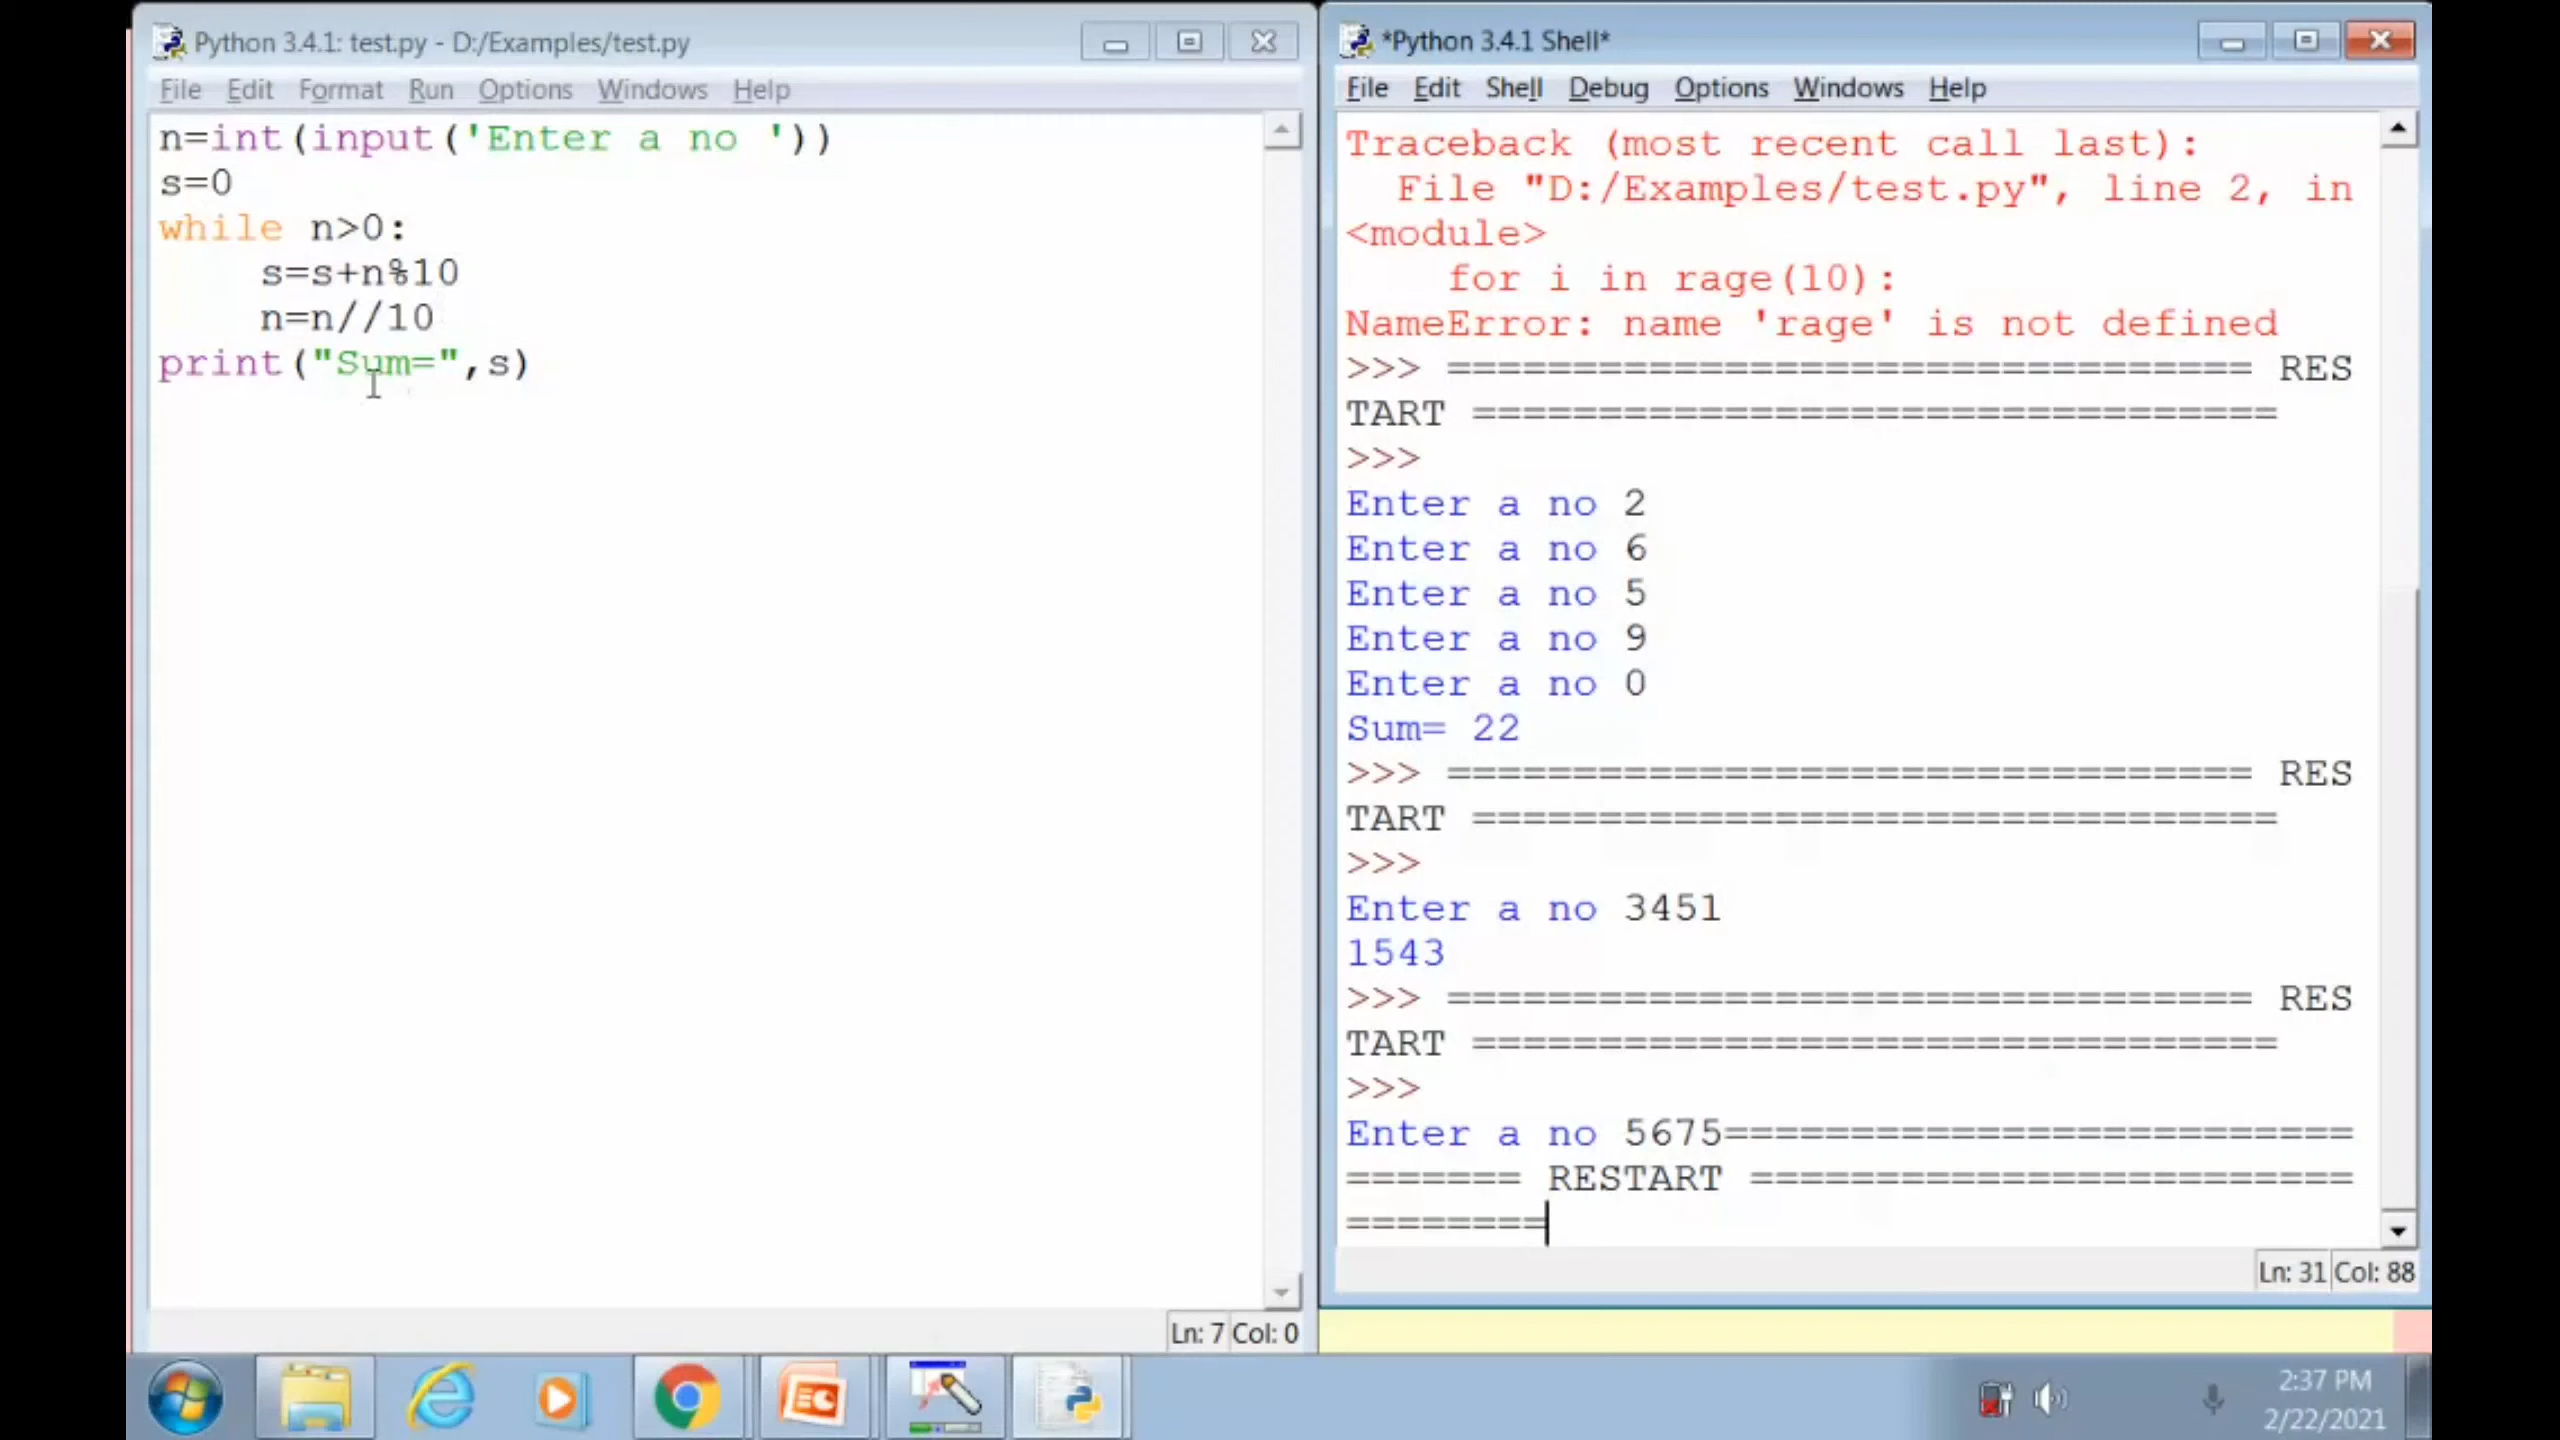 Python 3.4.1: test.py - D:/Examples/test.py
File Edit Format Run Options Windows Help
n=int(input('Enter a no '))
s=0
while n>0:
    s=s+n%10
    n=n//10
print("Sum=",s)
Ln: 7 Col: 0
*Python 3.4.1 Shell*
File Edit Shell Debug Options Windows Help
Traceback (most recent call last):
  File "D:/Examples/test.py", line 2, in
<module>
    for i in rage(10):
NameError: name 'rage' is not defined
>>> ================================ RES
TART ================================
>>>
Enter a no 2
Enter a no 6
Enter a no 5
Enter a no 9
Enter a no 0
Sum= 22
>>> ================================ RES
TART ================================
>>>
Enter a no 3451
1543
>>> ================================ RES
TART ================================
>>>
Enter a no 5675=========================
======= RESTART ========================
========
Ln: 31 Col: 88
2:37 PM
2/22/2021